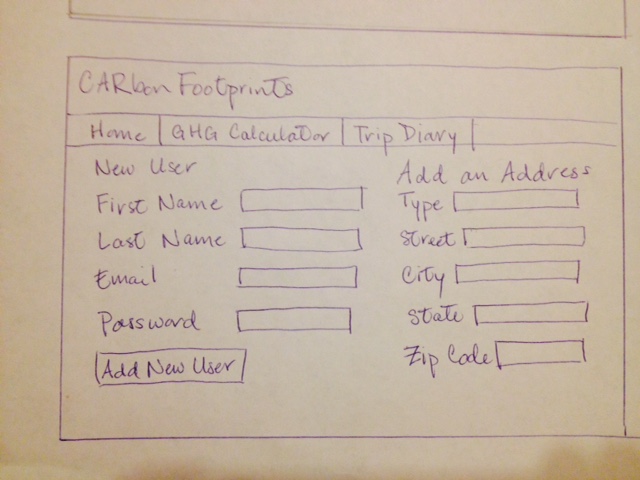 CARbon Footprints
Home GHG Calculator Trip Diary
New User
First Name
Last Name
Email
Password
Add New User
Add an Address
Type
Street
City
State
Zip Code